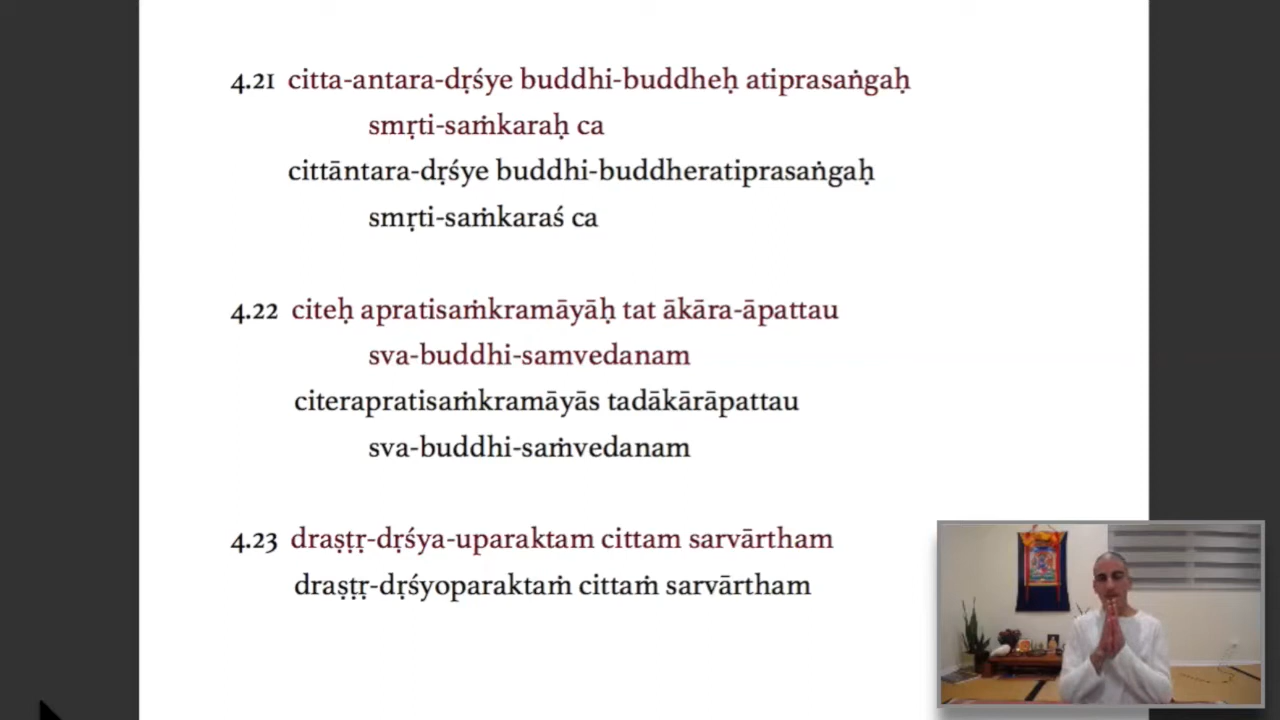 4.21 citta-antara-dṛśye buddhi-buddheḥ atiprasaṅgaḥ
smṛti-saṁkaraḥ ca
cittāntara-dṛśye buddhi-buddheratiprasaṅgaḥ
smṛti-saṁkaraś ca
4.22 citeḥ apratisaṁkramāyāḥ tat ākāra-āpattau
sva-buddhi-samvedanam
citerapratisaṁkramāyās tadākārāpattau
sva-buddhi-saṁvedanam
4.23 draṣṭṛ-dṛśya-uparaktam cittam sarvārtham
draṣṭṛ-dṛśyoparaktaṁ cittaṁ sarvārtham